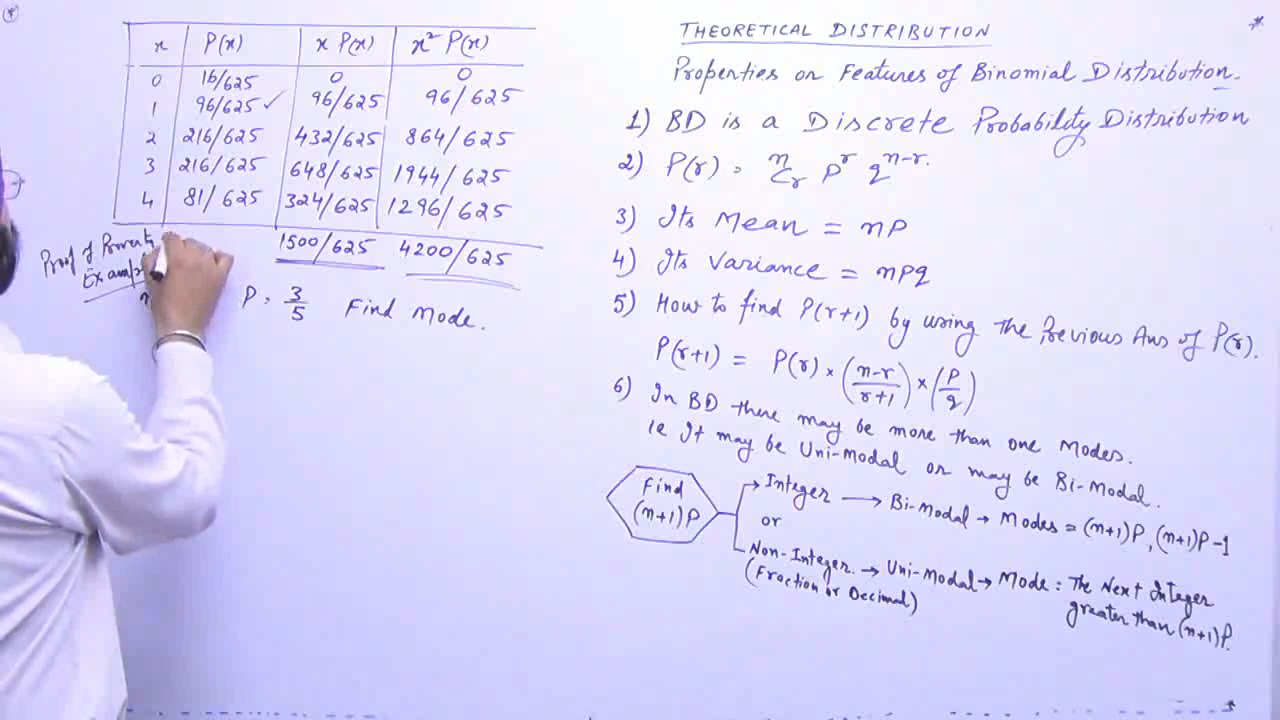 x P(x) x P(x) x² P(x)
0 16/625 0 0
1 96/625 ✓ 96/625 96/625
2 216/625 432/625 864/625
3 216/625 648/625 1944/625
4 81/625 324/625 1296/625
1500/625 4200/625
Proof of
P = 3/5 Find Mode.
THEORETICAL DISTRIBUTION
Properties or Features of Binomial Distribution.
1) BD is a Discrete Probability Distribution
2) P(r) = ⁿCᵣ pʳ qⁿ⁻ʳ.
3) Its Mean = nP
4) Its Variance = nPq
5) How to find P(r+1) by using the Previous Ans of P(r).
P(r+1) = P(r) × (n-r/r+1) × (P/q)
6) In BD there may be more than one Modes.
ie It may be Uni-Modal or may be Bi-Modal.
Find
(n+1)P
Integer → Bi-Modal → Modes = (n+1)P, (n+1)P-1
or
Non-Integer. → Uni-Modal → Mode : The Next Integer
(Fraction or Decimal)
greater than (n+1)P.